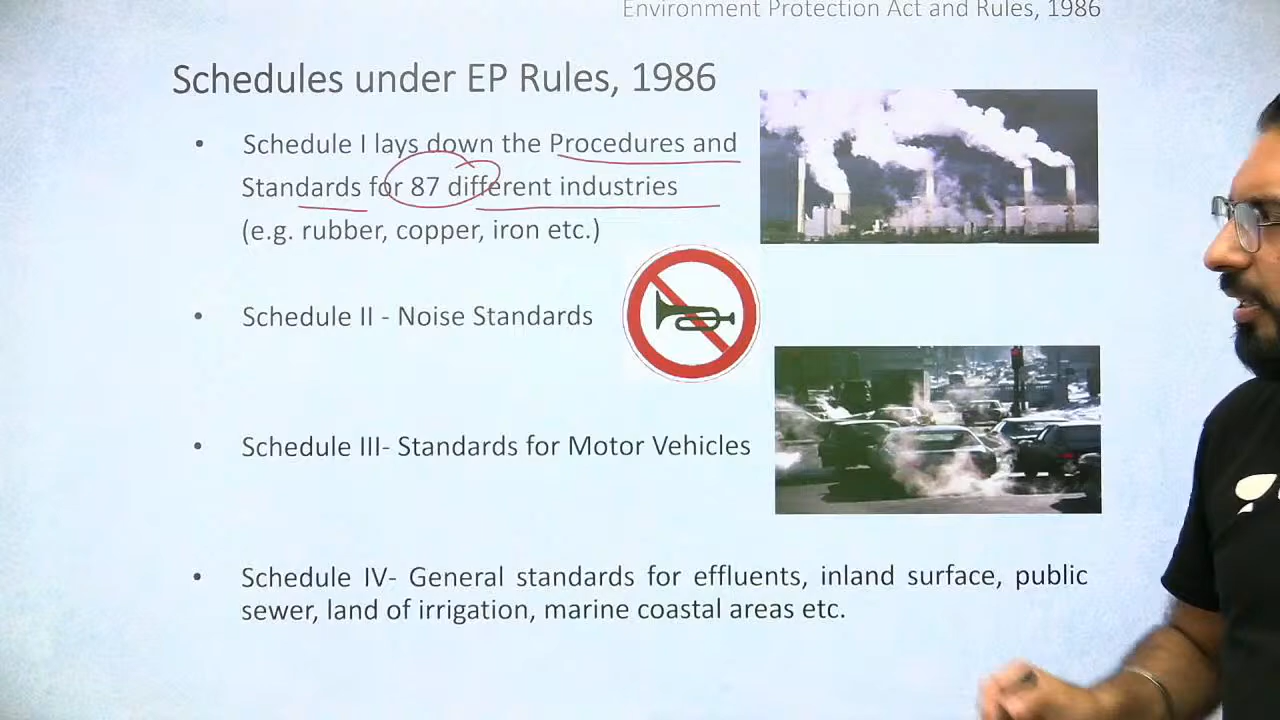 Environment Protection Act and Rules, 1986
Schedules under EP Rules, 1986
• Schedule I lays down the Procedures and
Standards for 87 different industries
(e.g. rubber, copper, iron etc.)
• Schedule II - Noise Standards
• Schedule III- Standards for Motor Vehicles
• Schedule IV- General standards for effluents, inland surface, public
sewer, land of irrigation, marine coastal areas etc.